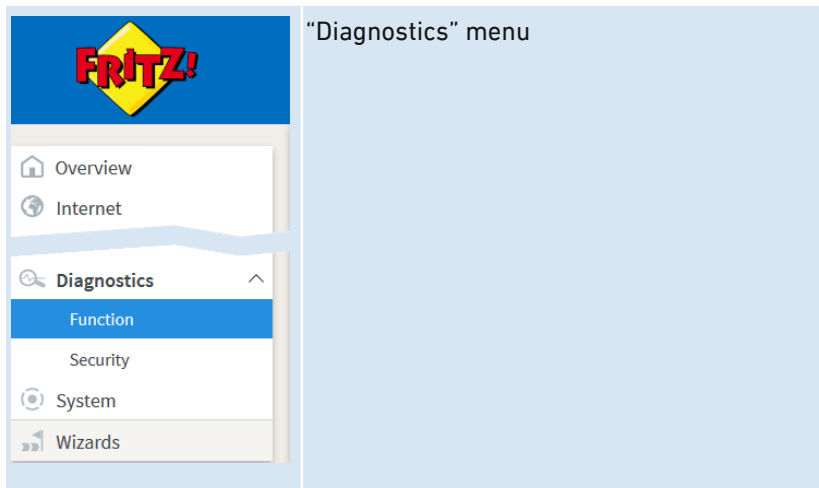 FRITZ!
“Diagnostics” menu
Overview
Internet
Diagnostics
Function
Security
System
Wizards